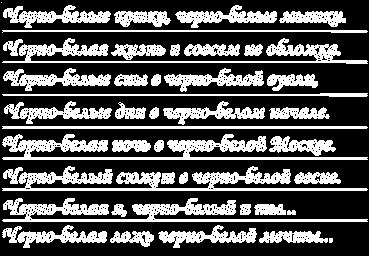 Черно-белые кошки, черно-белые мышки.
Черно-белая жизнь и совсем не обложка.
Черно-белые сны в черно-белой вуали,
Черно-белые дни в черно-белом начале.
Черно-белая ночь в черно-белой Москве.
Черно-белый сюжет в черно-белой весне.
Черно-белая я, черно-белый и ты...
Черно-белая ложь черно-белой мечты...